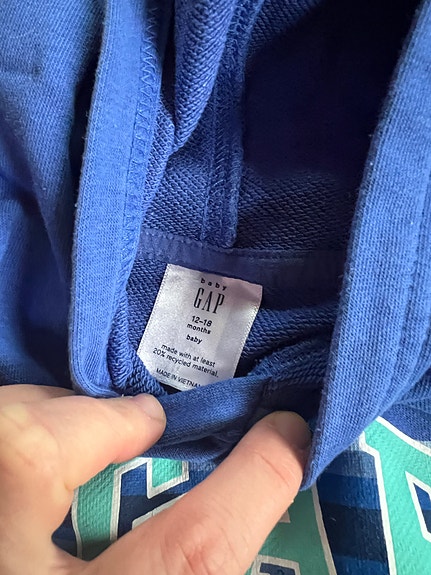 baby
GAP
12–18
months
baby
made with at least
20% recycled material.
MADE IN VIETNAM